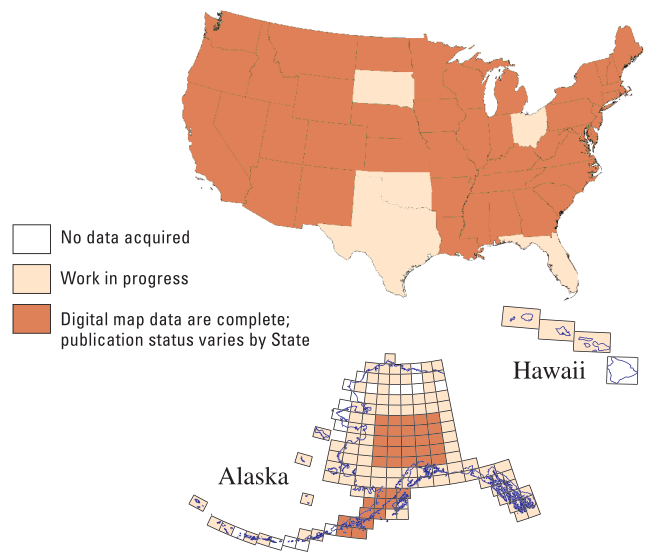 No data acquired
Work in progress
Digital map data are complete;
publication status varies by State
Hawaii
Alaska